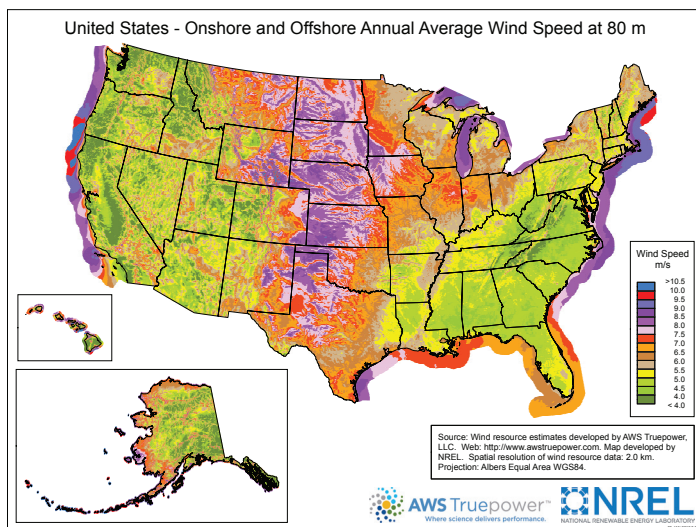 United States - Onshore and Offshore Annual Average Wind Speed at 80 m
Wind Speed
m/s
>10.5
10.0
9.5
9.0
8.5
8.0
7.5
7.0
6.5
6.0
5.5
5.0
4.5
4.0
< 4.0
Source: Wind resource estimates developed by AWS Truepower,
LLC. Web: http://www.awstruepower.com. Map developed by
NREL. Spatial resolution of wind resource data: 2.0 km.
Projection: Albers Equal Area WGS84.
AWS Truepower™
Where science delivers performance.
NREL
NATIONAL RENEWABLE ENERGY LABORATORY